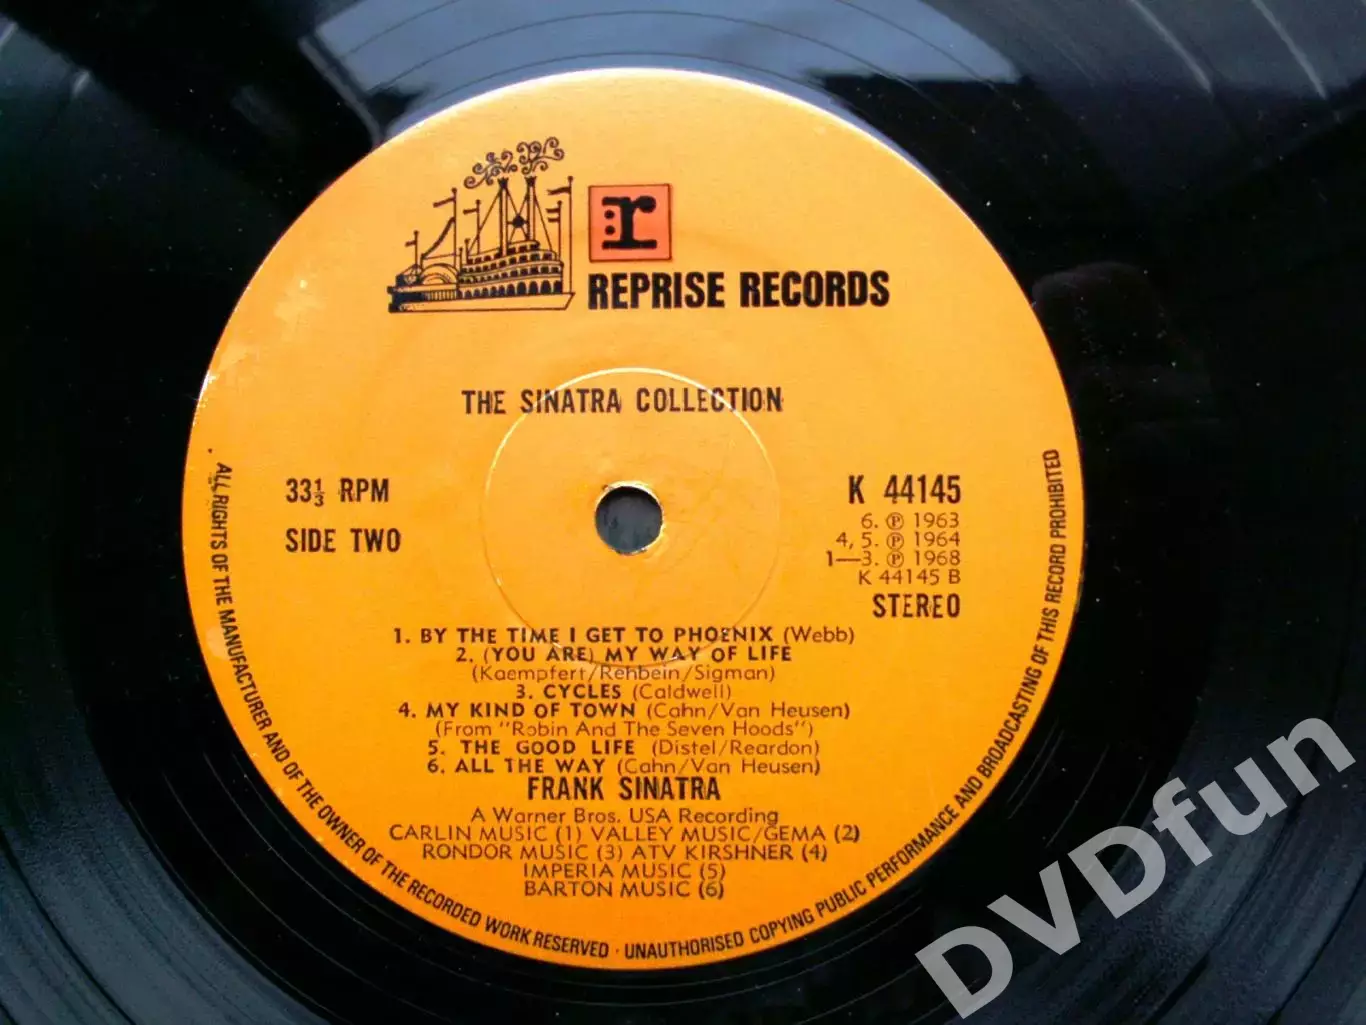 r
REPRISE RECORDS
THE SINATRA COLLECTION
33⅓ RPM
SIDE TWO
K 44145
6. ℗ 1963
4, 5. ℗ 1964
1—3. ℗ 1968
K 44145 B
STEREO
1. BY THE TIME I GET TO PHOENIX (Webb)
2. (YOU ARE) MY WAY OF LIFE
(Kaempfert/Rehbein/Sigman)
3. CYCLES (Caldwell)
4. MY KIND OF TOWN (Cahn/Van Heusen)
(From "Robin And The Seven Hoods")
5. THE GOOD LIFE (Distel/Reardon)
6. ALL THE WAY (Cahn/Van Heusen)
FRANK SINATRA
A Warner Bros. USA Recording
CARLIN MUSIC (1) VALLEY MUSIC/GEMA (2)
RONDOR MUSIC (3) ATV KIRSHNER (4)
IMPERIA MUSIC (5)
BARTON MUSIC (6)
· ALL RIGHTS OF THE MANUFACTURER AND OF THE OWNER OF THE RECORDED WORK RESERVED · UNAUTHORISED COPYING PUBLIC PERFORMANCE AND BROADCASTING OF THIS RECORD PROHIBITED
DVDfun